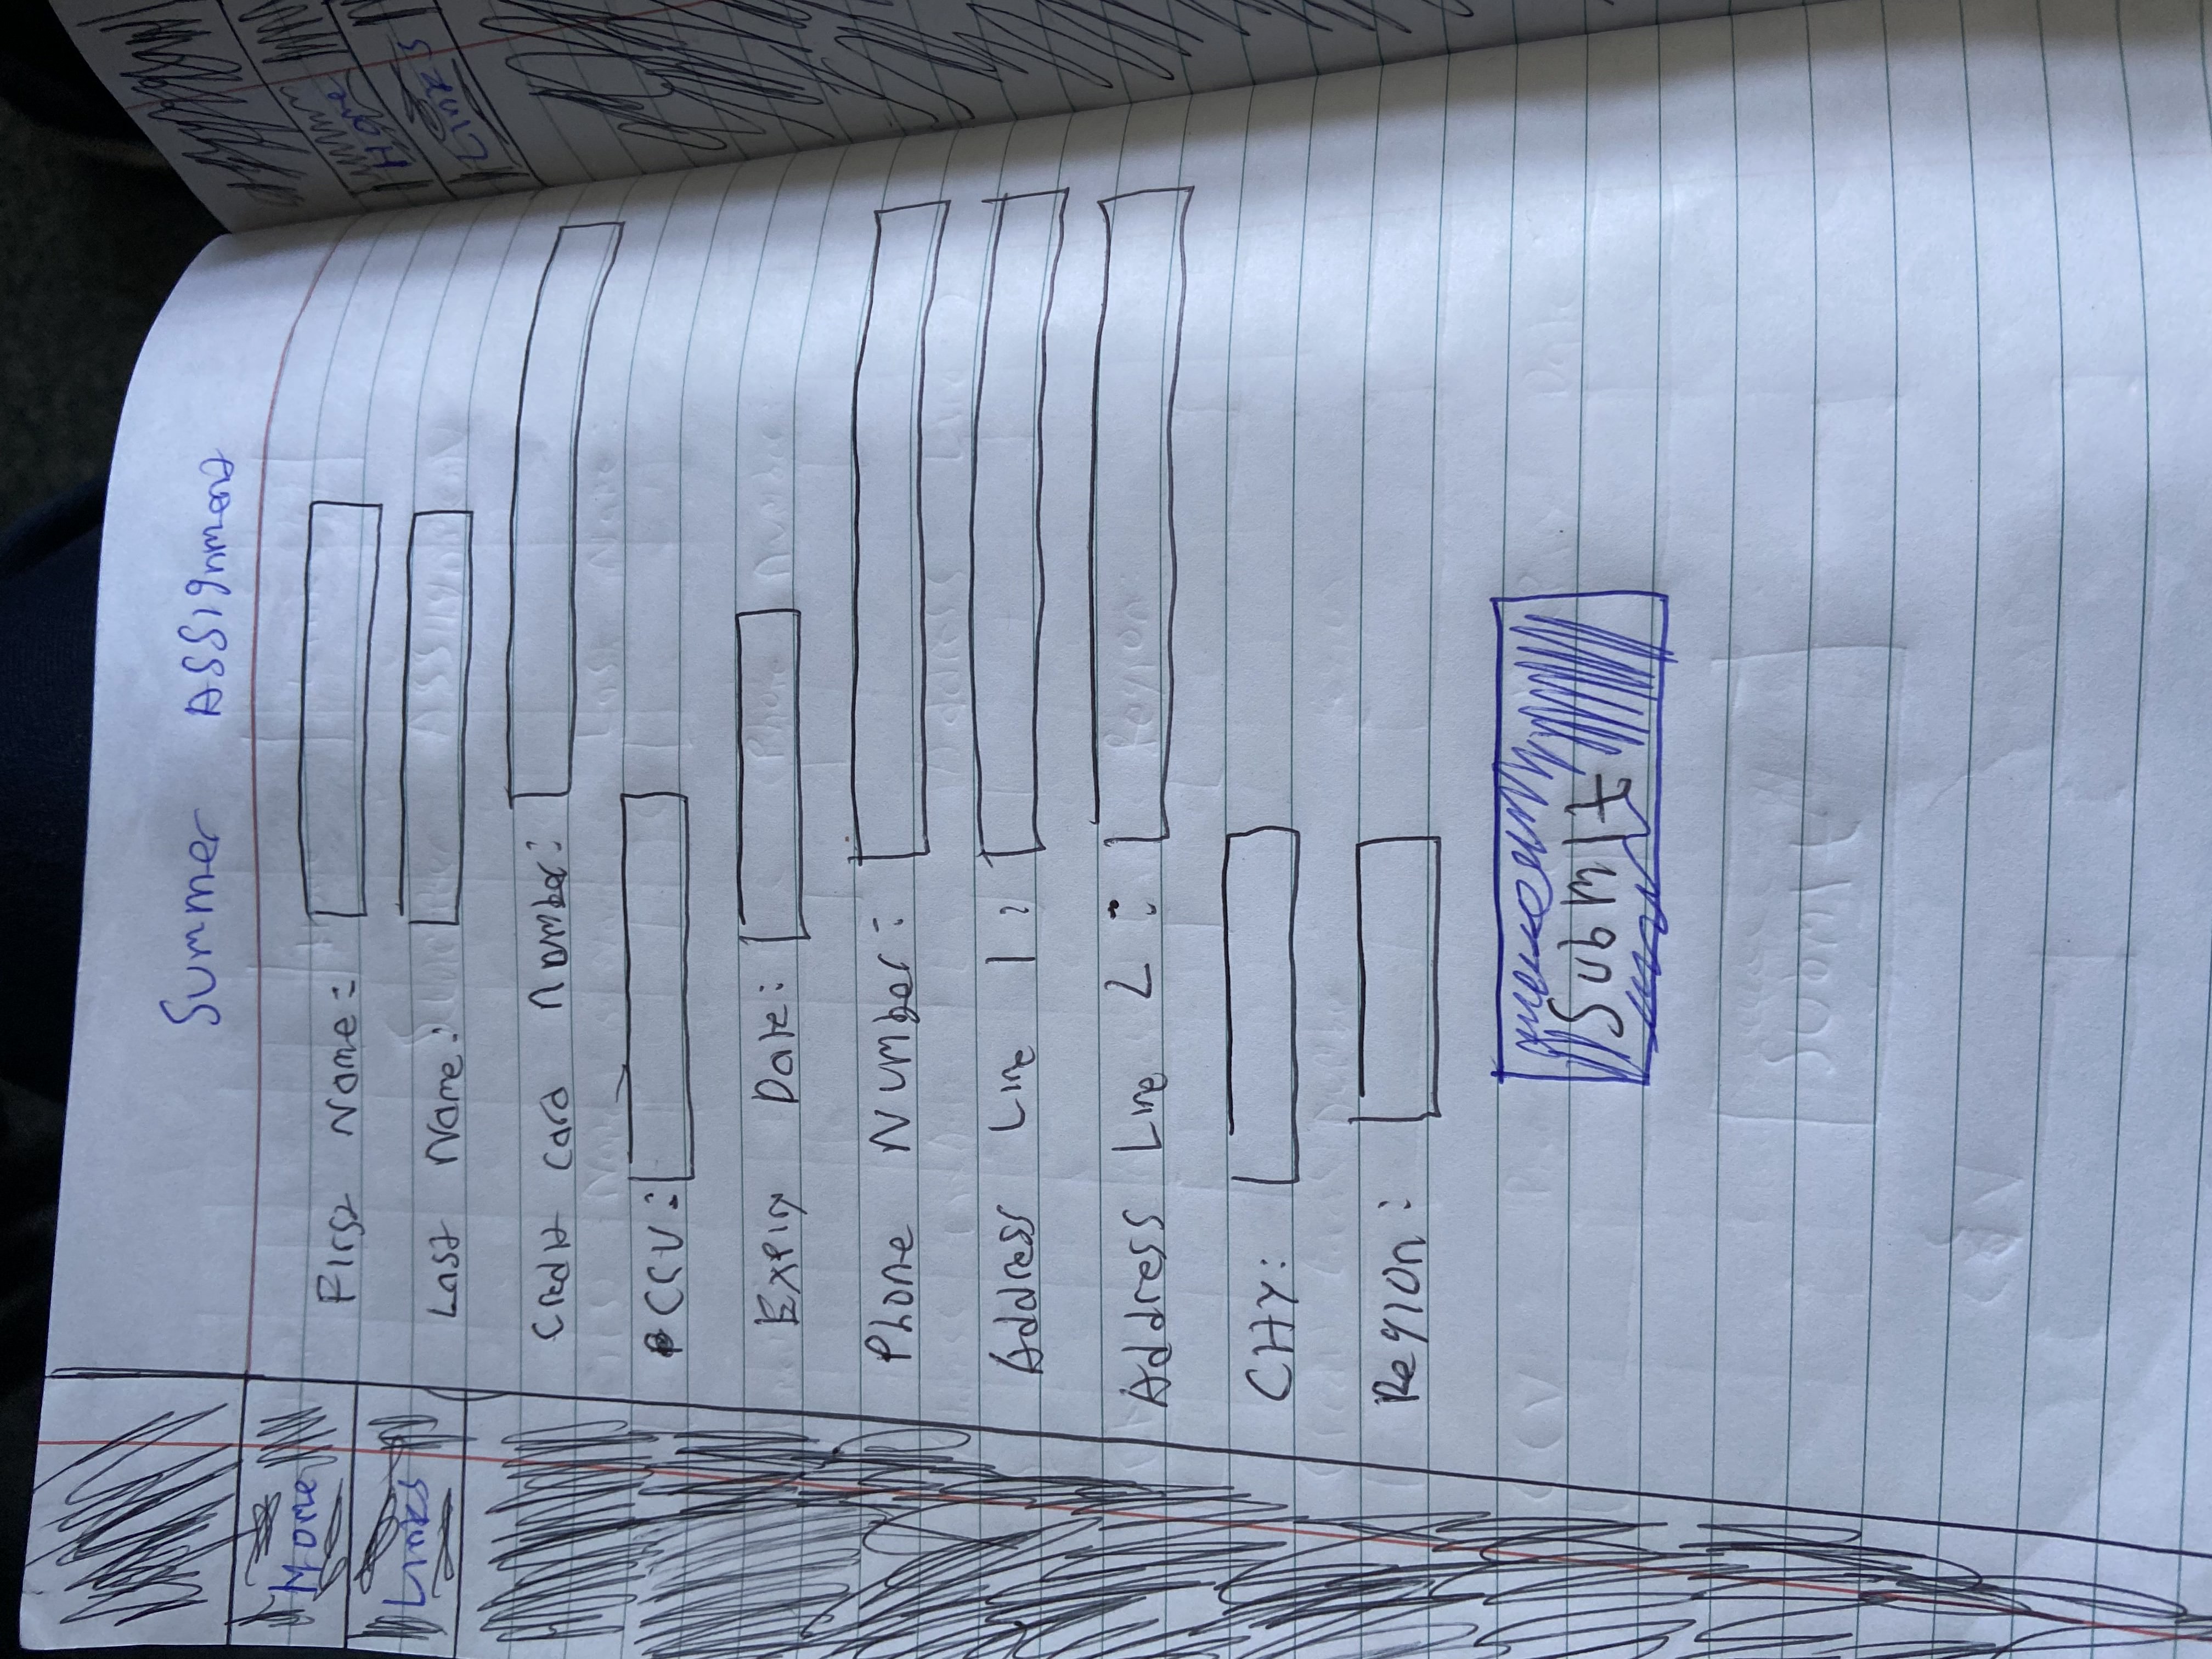 Summer Assignment
Home
Links
First Name:
Last Name:
Credit Card Number:
CCV:
Expiry Date:
Phone Number:
Address Line 1:
Address Line 2:
City:
Region:
Submit
Home
Links